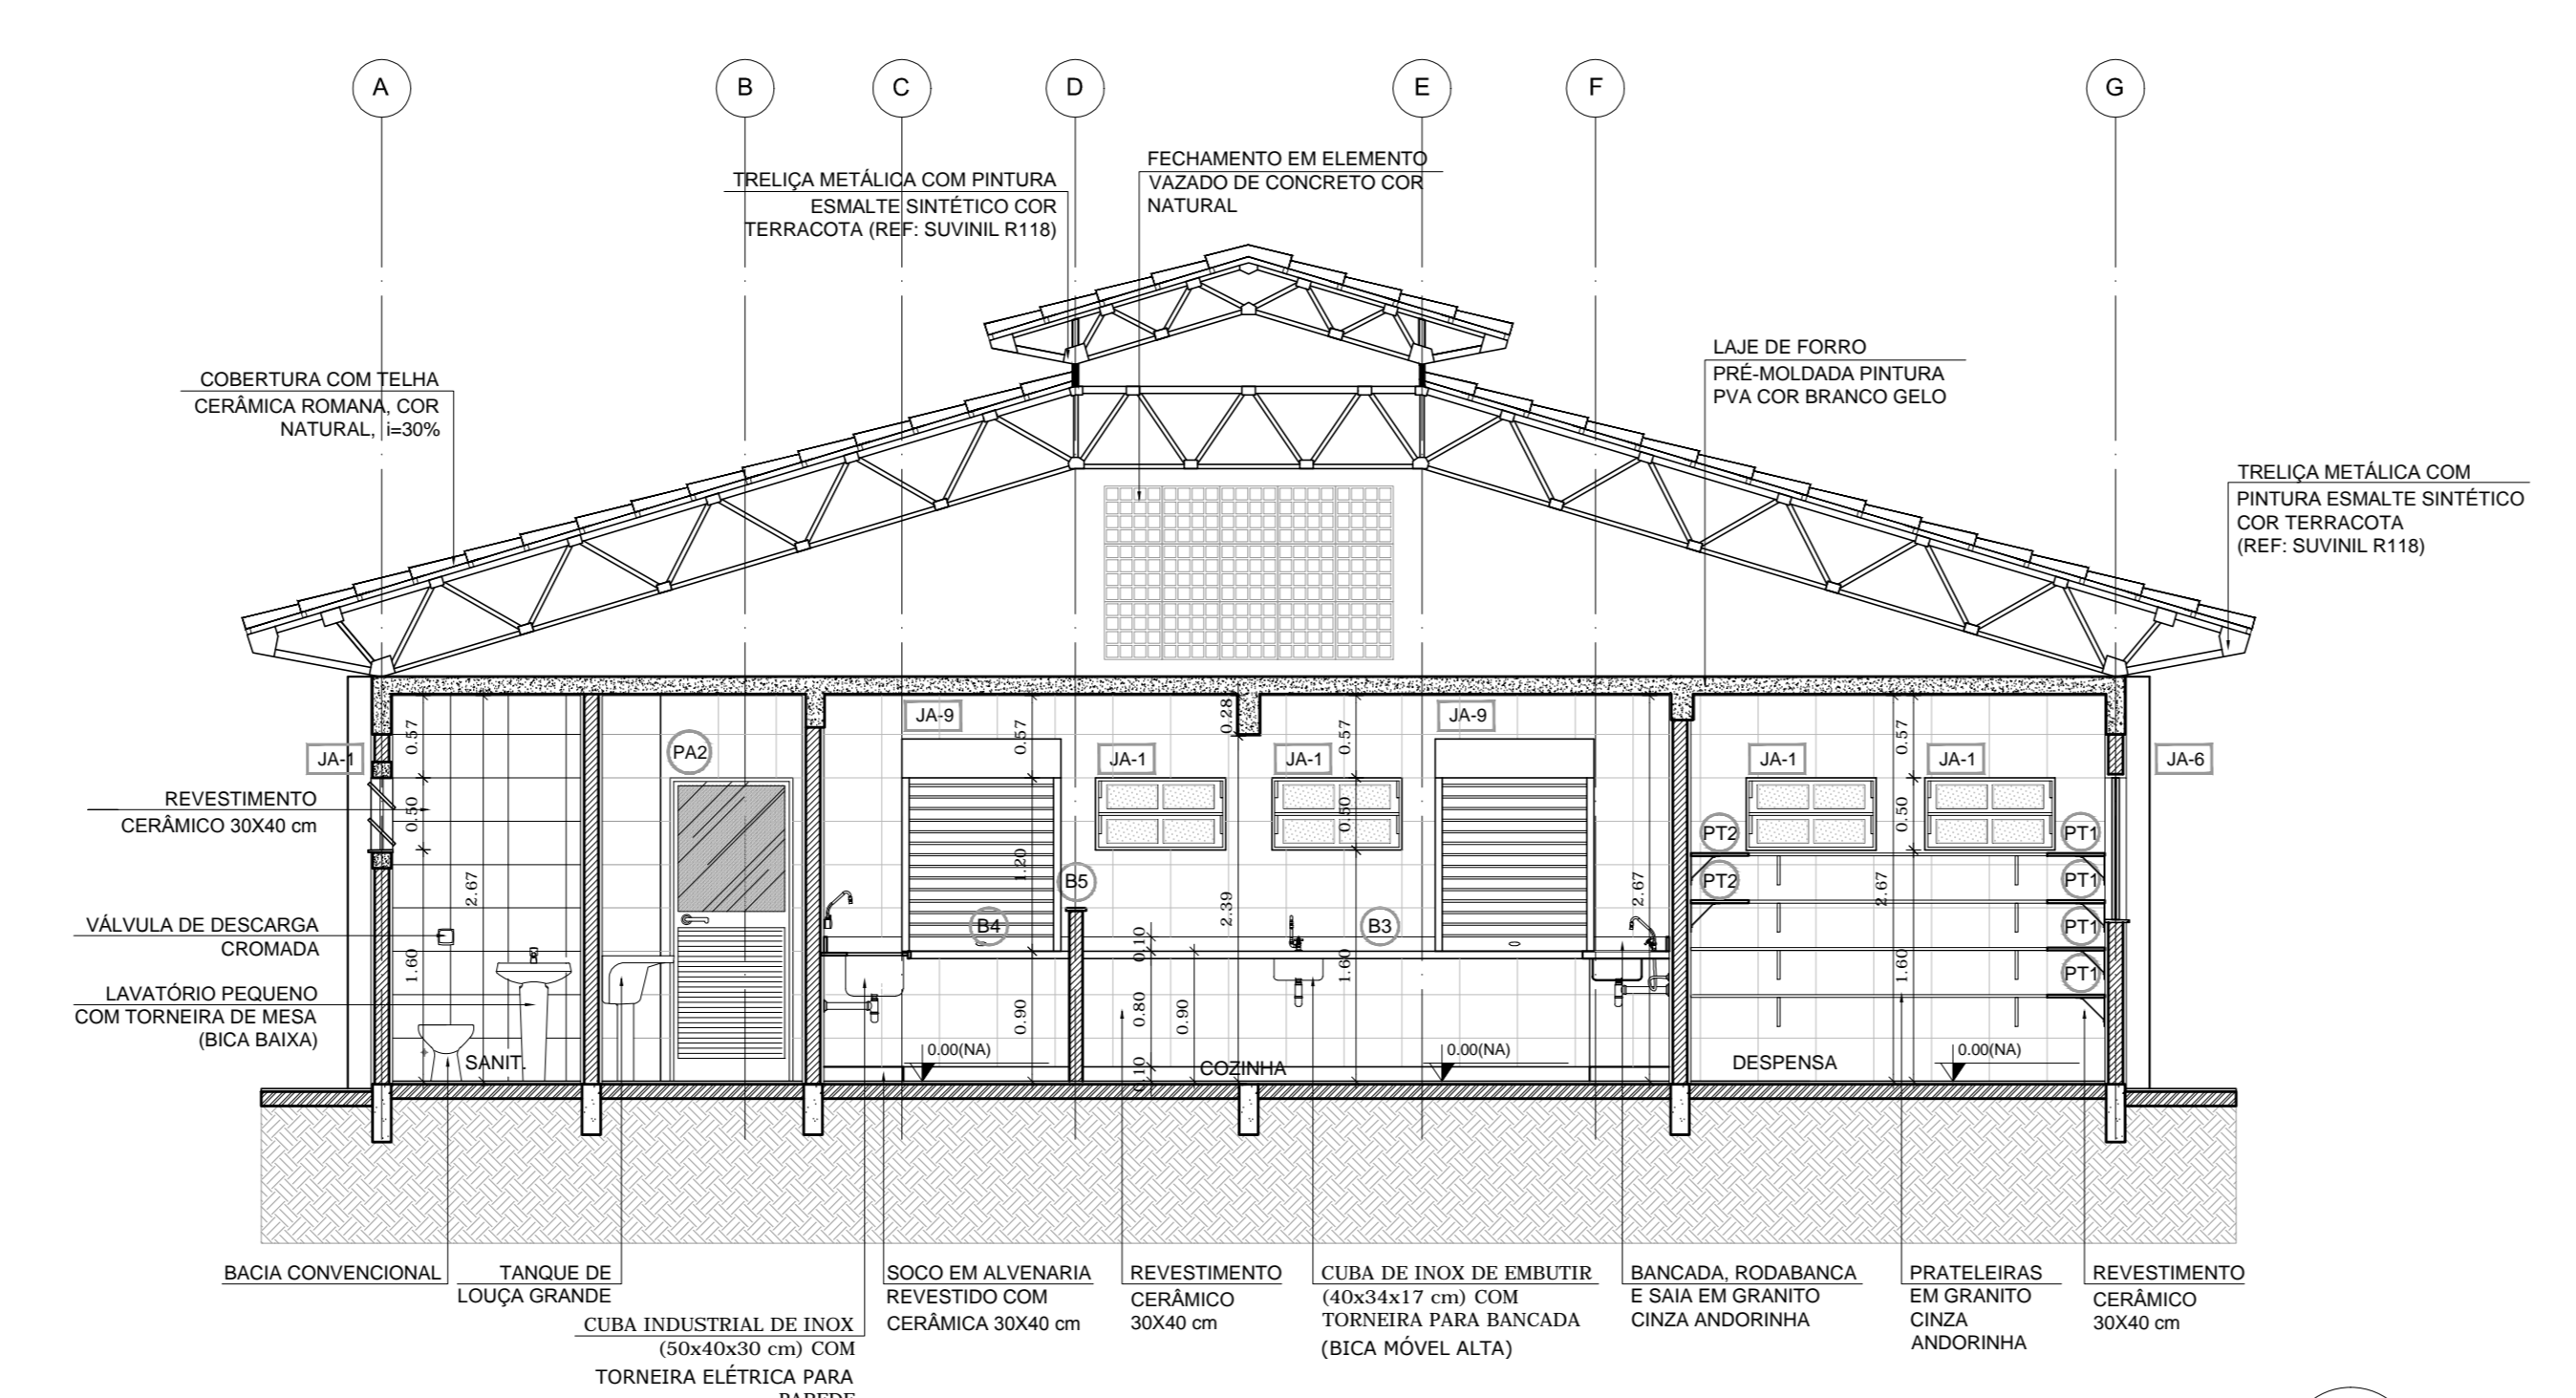 A
B
C
D
E
F
G
FECHAMENTO EM ELEMENTO
VAZADO DE CONCRETO COR
NATURAL
TRELIÇA METÁLICA COM PINTURA
ESMALTE SINTÉTICO COR
TERRACOTA (REF: SUVINIL R118)
LAJE DE FORRO
PRÉ-MOLDADA PINTURA
PVA COR BRANCO GELO
COBERTURA COM TELHA
CERÂMICA ROMANA, COR
NATURAL, i=30%
TRELIÇA METÁLICA COM
PINTURA ESMALTE SINTÉTICO
COR TERRACOTA
(REF: SUVINIL R118)
JA-1
REVESTIMENTO
CERÂMICO 30X40 cm
VÁLVULA DE DESCARGA
CROMADA
LAVATÓRIO PEQUENO
COM TORNEIRA DE MESA
(BICA BAIXA)
0.57
0.50
1.60
2.67
SANIT.
PA2
JA-9
0.57
1.20
0.90
B4
B5
0.00(NA)
JA-1
0.28
2.39
0.10
0.80
0.10
0.90
COZINHA
JA-1
0.57
0.50
1.60
B3
JA-9
0.00(NA)
2.67
JA-1
JA-1
PT2
PT2
2.67
0.57
0.50
1.60
PT1
PT1
PT1
PT1
DESPENSA
0.00(NA)
JA-6
BACIA CONVENCIONAL
TANQUE DE
LOUÇA GRANDE
CUBA INDUSTRIAL DE INOX
(50x40x30 cm) COM
TORNEIRA ELÉTRICA PARA
PAREDE
SOCO EM ALVENARIA
REVESTIDO COM
CERÂMICA 30X40 cm
REVESTIMENTO
CERÂMICO
30X40 cm
CUBA DE INOX DE EMBUTIR
(40x34x17 cm) COM
TORNEIRA PARA BANCADA
(BICA MÓVEL ALTA)
BANCADA, RODABANCA
E SAIA EM GRANITO
CINZA ANDORINHA
PRATELEIRAS
EM GRANITO
CINZA
ANDORINHA
REVESTIMENTO
CERÂMICO
30X40 cm